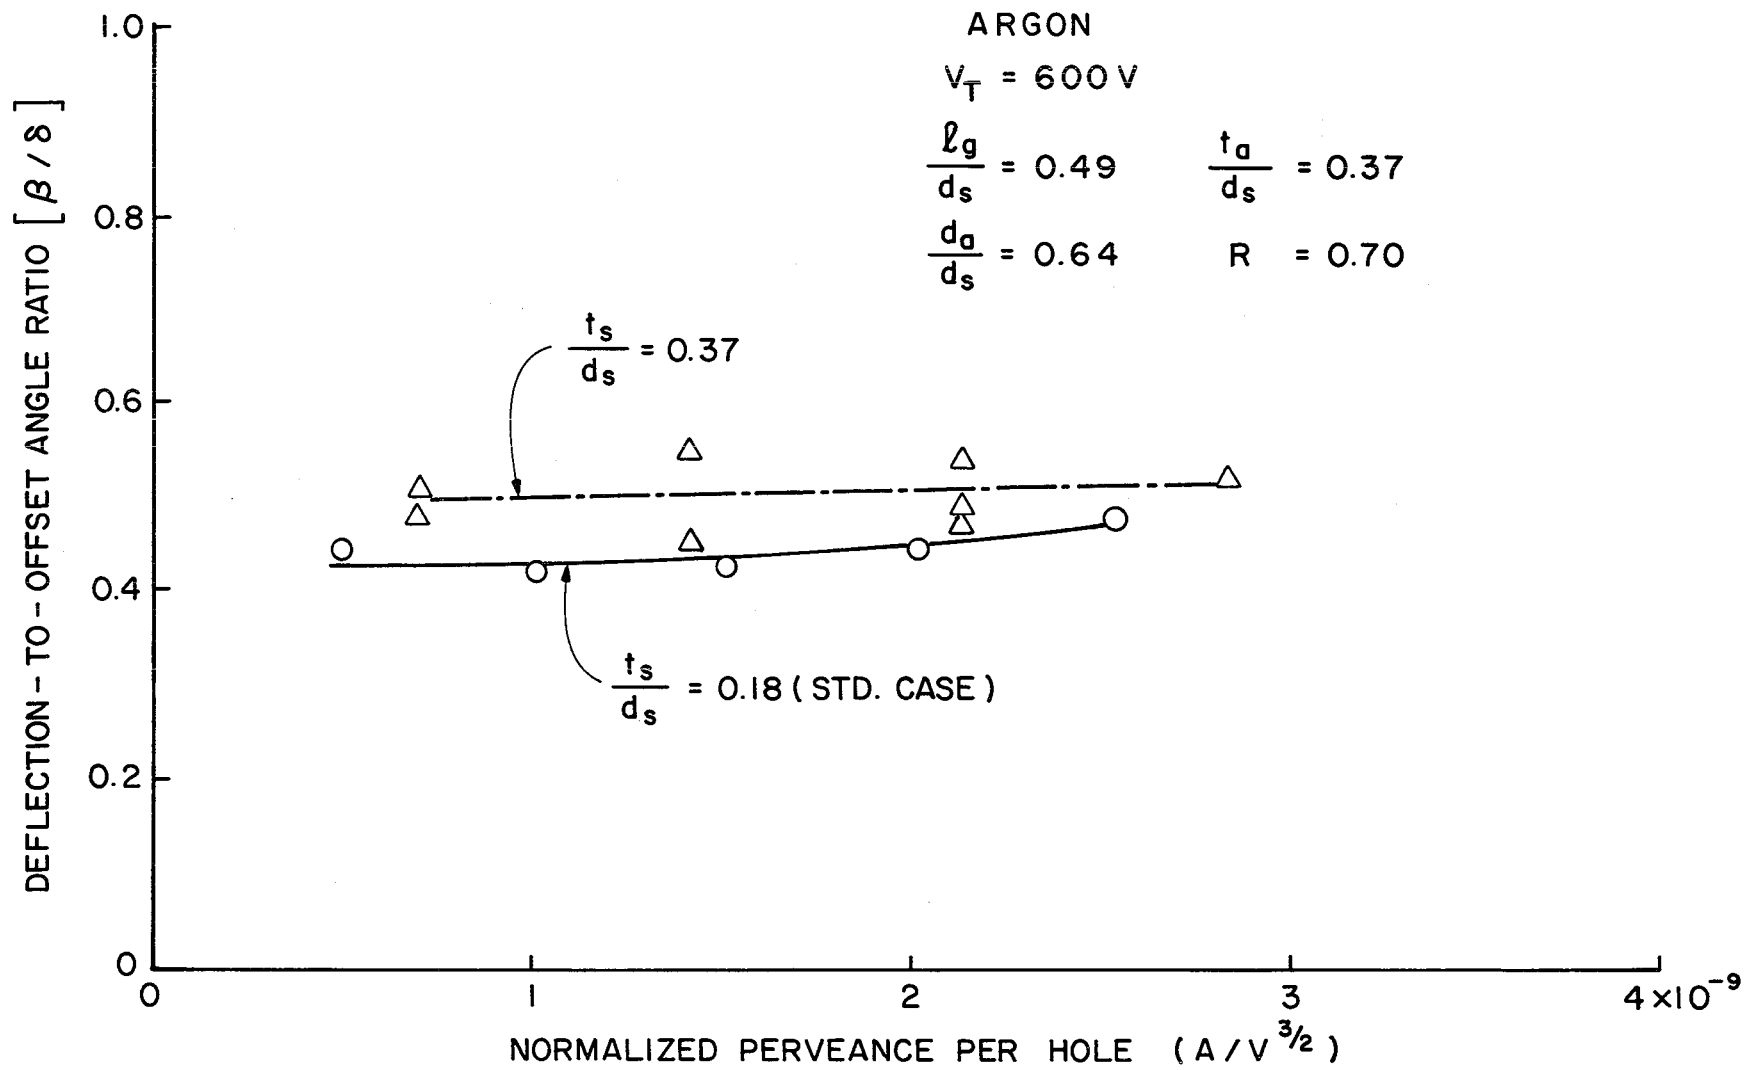 ARGON
V_T = 600 V
ℓg/ds = 0.49
ta/ds = 0.37
da/ds = 0.64
R = 0.70
DEFLECTION-TO-OFFSET ANGLE RATIO [β/δ]
1.0
0.8
0.6
0.4
0.2
0
ts/ds = 0.37
ts/ds = 0.18 (STD. CASE)
0
1
2
3
4×10⁻⁹
NORMALIZED PERVEANCE PER HOLE (A/V^3/2)